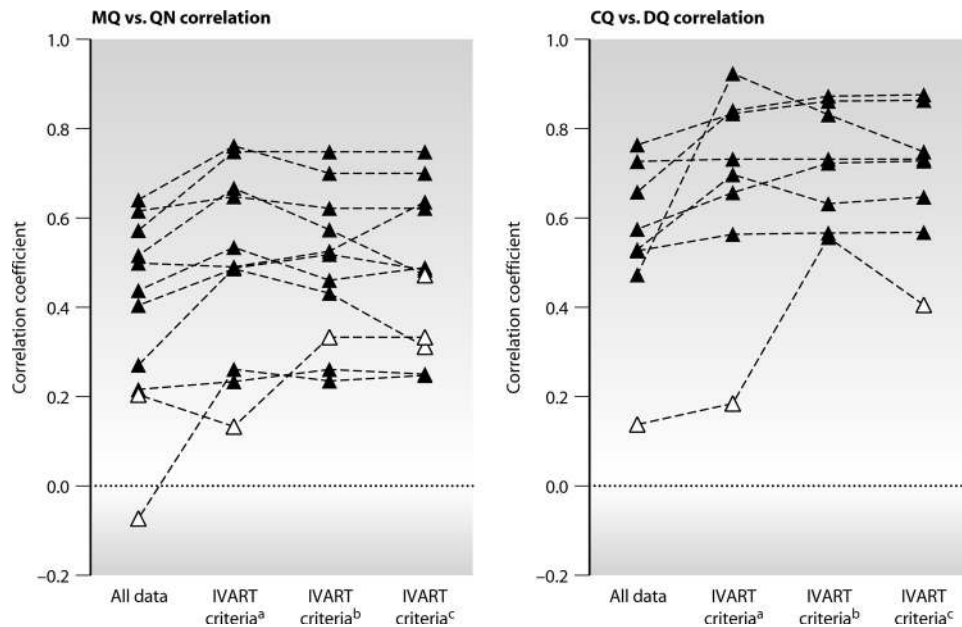 MQ vs. QN correlation
1.0
0.8
0.6
0.4
0.2
0.0
–0.2
Correlation coefficient
All data
IVART
criteriaᵃ
IVART
criteriaᵇ
IVART
criteriaᶜ
CQ vs. DQ correlation
1.0
0.8
0.6
0.4
0.2
0.0
–0.2
Correlation coefficient
All data
IVART
criteriaᵃ
IVART
criteriaᵇ
IVART
criteriaᶜ